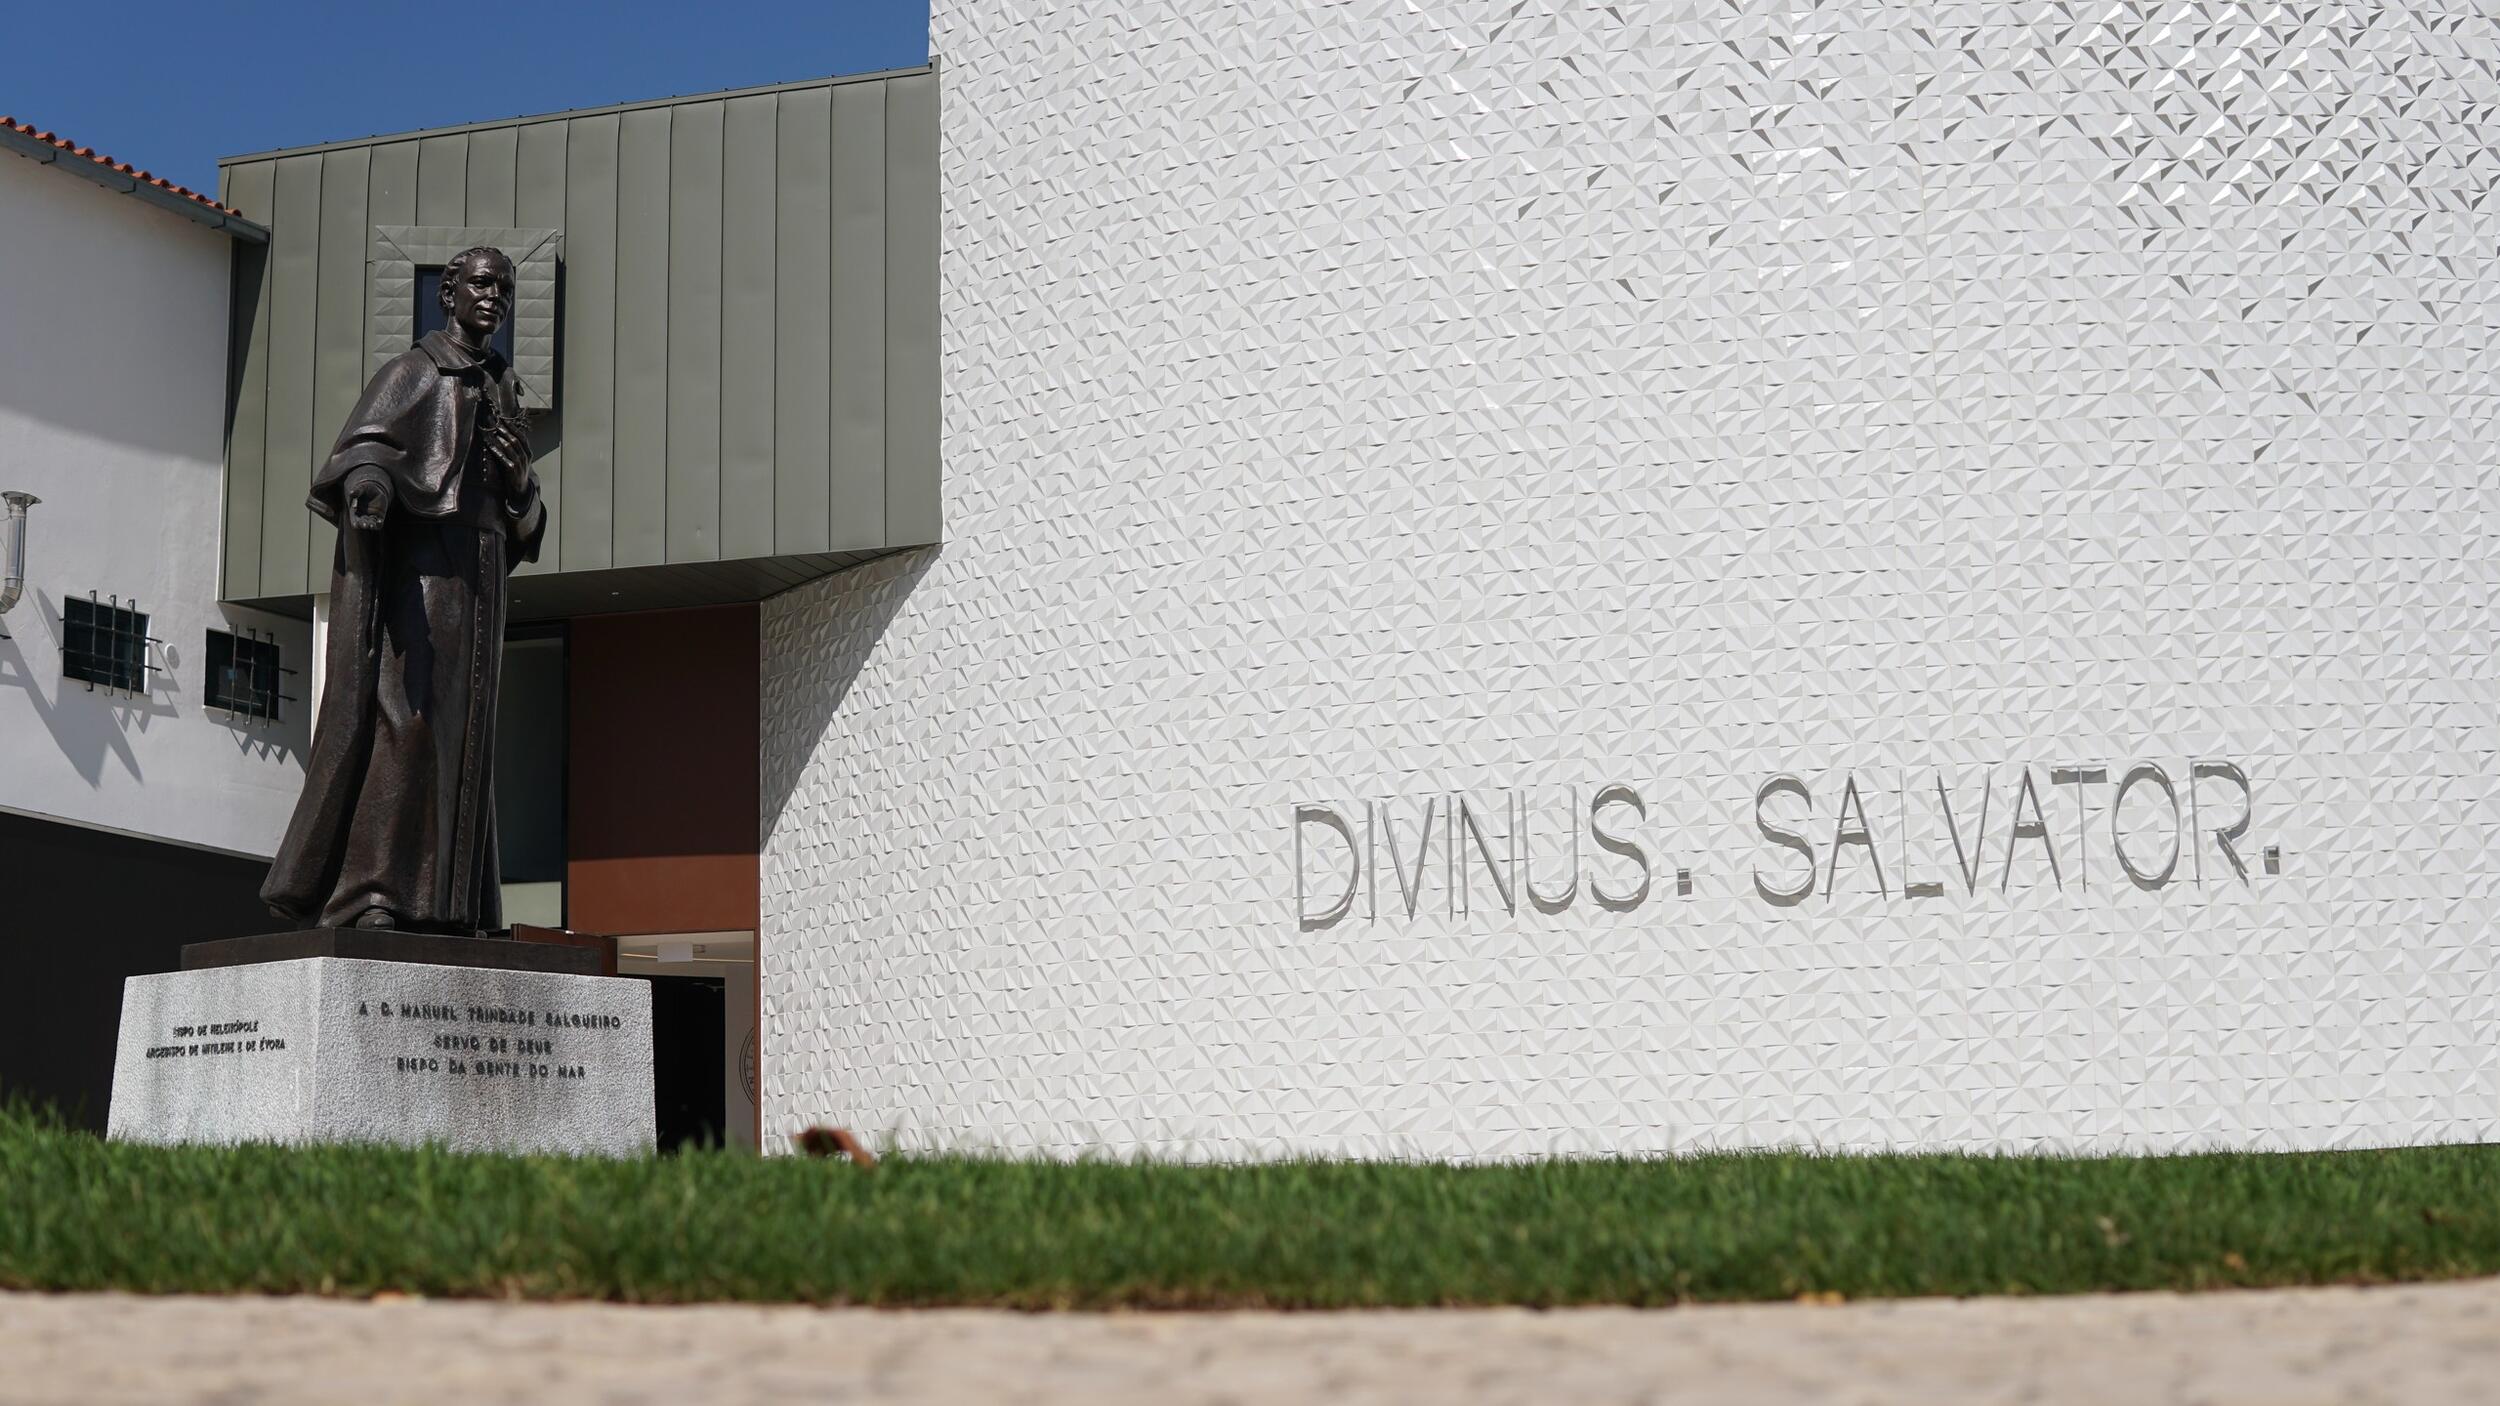 DIVINUS. SALVATOR.
BISPO DE HELENÓPOLE
ARCEBISPO DE MITILENE E DE ÉVORA
A D. MANUEL TRINDADE SALGUEIRO
SERVO DE DEUS
BISPO DA GENTE DO MAR